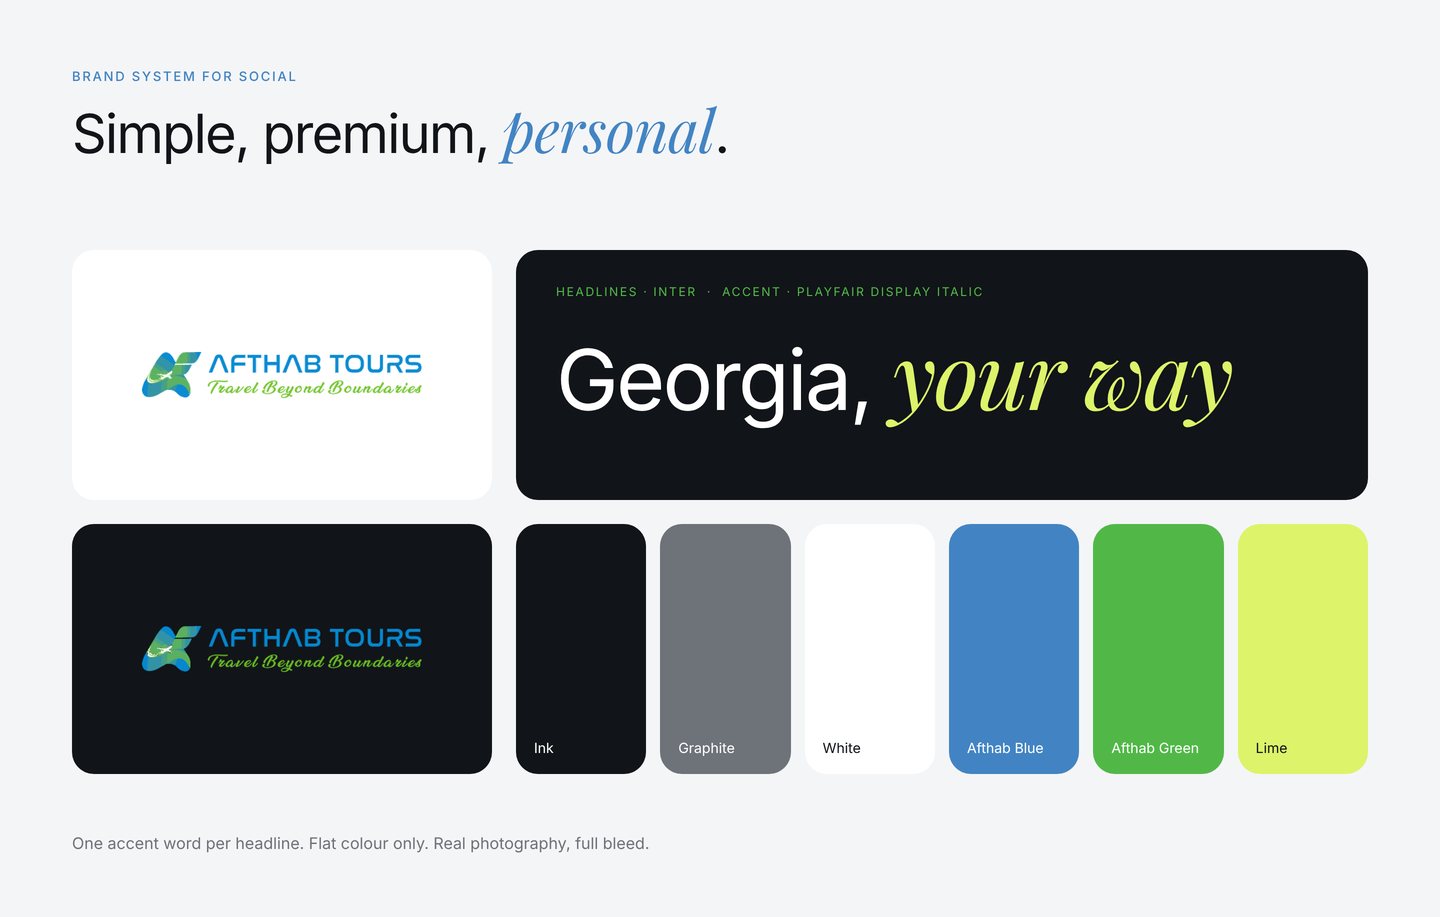 BRAND SYSTEM FOR SOCIAL
Simple, premium, personal.
AFTHAB TOURS
Travel Beyond Boundaries
HEADLINES · INTER · ACCENT · PLAYFAIR DISPLAY ITALIC
Georgia, your way
AFTHAB TOURS
Travel Beyond Boundaries
Ink
Graphite
White
Afthab Blue
Afthab Green
Lime
One accent word per headline. Flat colour only. Real photography, full bleed.